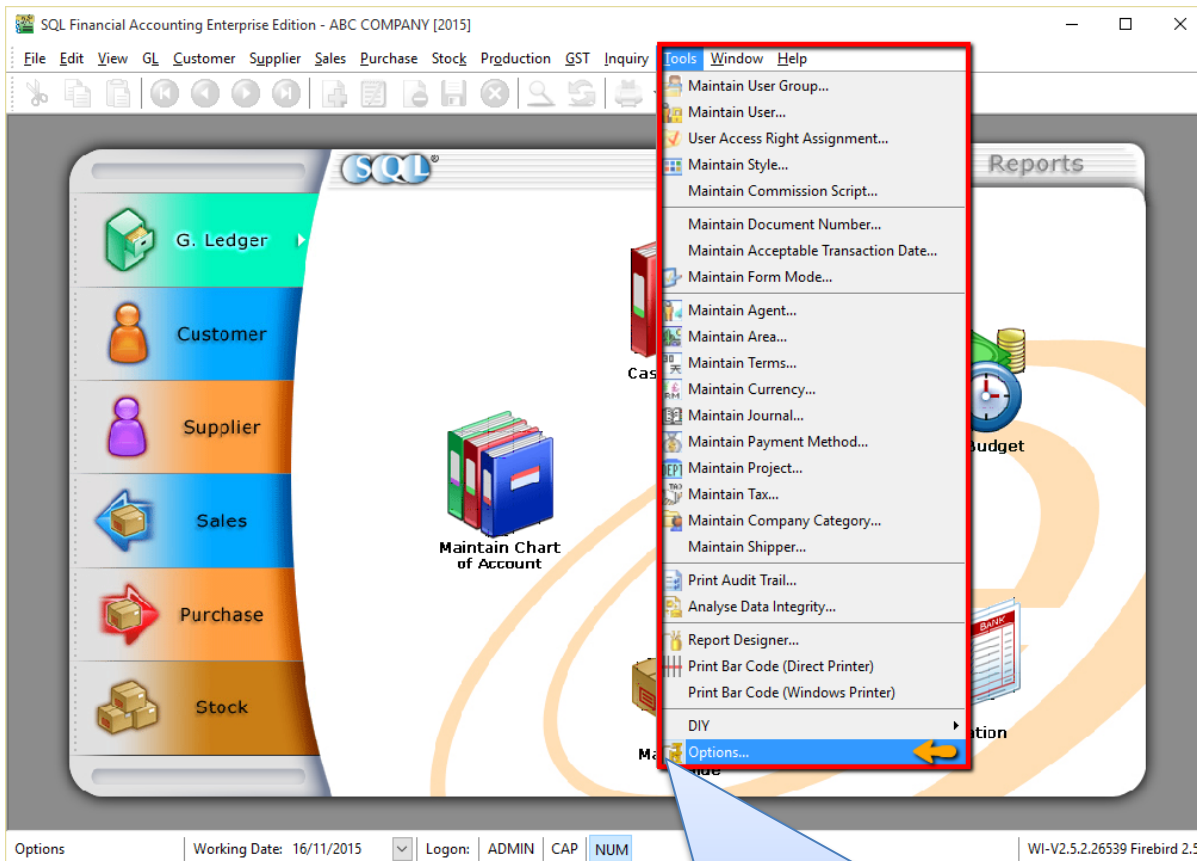 SQL Financial Accounting Enterprise Edition - ABC COMPANY [2015]
File Edit View GL Customer Supplier Sales Purchase Stock Production GST Inquiry Tools Window Help
SQL®
Reports
G. Ledger
Customer
Supplier
Sales
Purchase
Stock
Maintain Chart
of Account
Cas
Budget
BANK
ation
Ma
Maintain User Group...
Maintain User...
User Access Right Assignment...
Maintain Style...
Maintain Commission Script...
Maintain Document Number...
Maintain Acceptable Transaction Date...
Maintain Form Mode...
Maintain Agent...
Maintain Area...
Maintain Terms...
Maintain Currency...
Maintain Journal...
Maintain Payment Method...
Maintain Project...
Maintain Tax...
Maintain Company Category...
Maintain Shipper...
Print Audit Trail...
Analyse Data Integrity...
Report Designer...
Print Bar Code (Direct Printer)
Print Bar Code (Windows Printer)
DIY
Options...
Options
Working Date: 16/11/2015
Logon: ADMIN CAP NUM
WI-V2.5.2.26539 Firebird 2.5